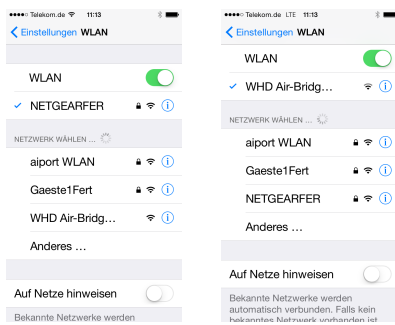 Telekom.de 11:13
Einstellungen WLAN
WLAN
NETGEARFER
NETZWERK WÄHLEN ...
aiport WLAN
Gaeste1Fert
WHD Air-Bridg...
Anderes ...
Auf Netze hinweisen
Bekannte Netzwerke werden
Telekom.de LTE 11:13
Einstellungen WLAN
WLAN
WHD Air-Bridg...
NETZWERK WÄHLEN ...
aiport WLAN
Gaeste1Fert
NETGEARFER
Anderes ...
Auf Netze hinweisen
Bekannte Netzwerke werden
automatisch verbunden. Falls kein
bekanntes Netzwerk vorhanden ist